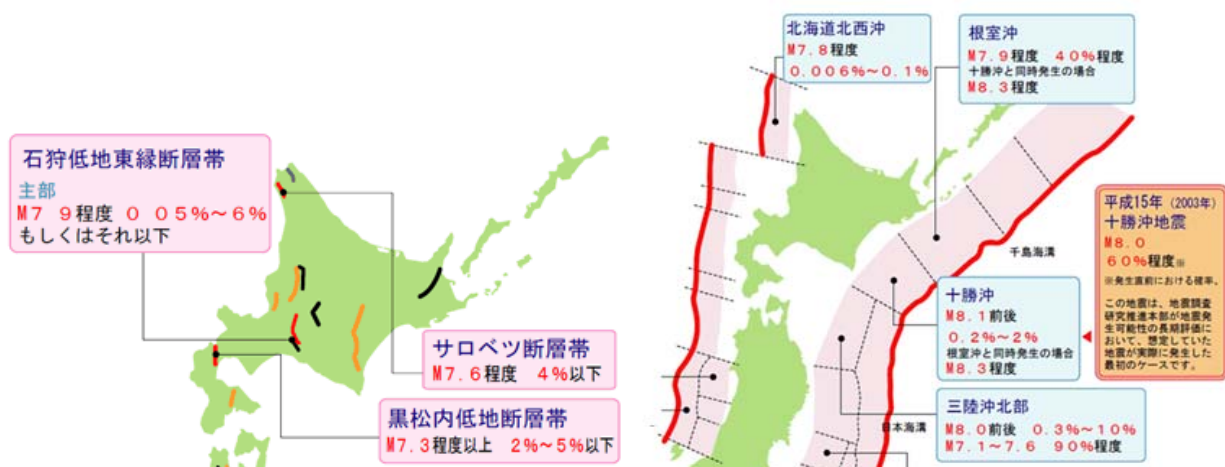 石狩低地東縁断層帯
主部
M7 9程度 0 05%～6%
もしくはそれ以下
サロベツ断層帯
M7.6程度 4%以下
黒松内低地断層帯
M7.3程度以上 2%～5%以下
北海道北西沖
M7.8程度
0.006%～0.1%
根室沖
M7.9程度 40%程度
十勝沖と同時発生の場合
M8.3程度
千島海溝
平成15年（2003年）
十勝沖地震
M8.0
60%程度※
※発生直前における確率、
この地震は、地震調査
研究推進本部が地震発
生可能性の長期評価に
おいて、想定していた
地震が実際に発生した
最初のケースです。
十勝沖
M8.1前後
0.2%～2%
根室沖と同時発生の場合
M8.3程度
三陸沖北部
M8.0前後 0.3%～10%
M7.1～7.6 90%程度
日本海溝